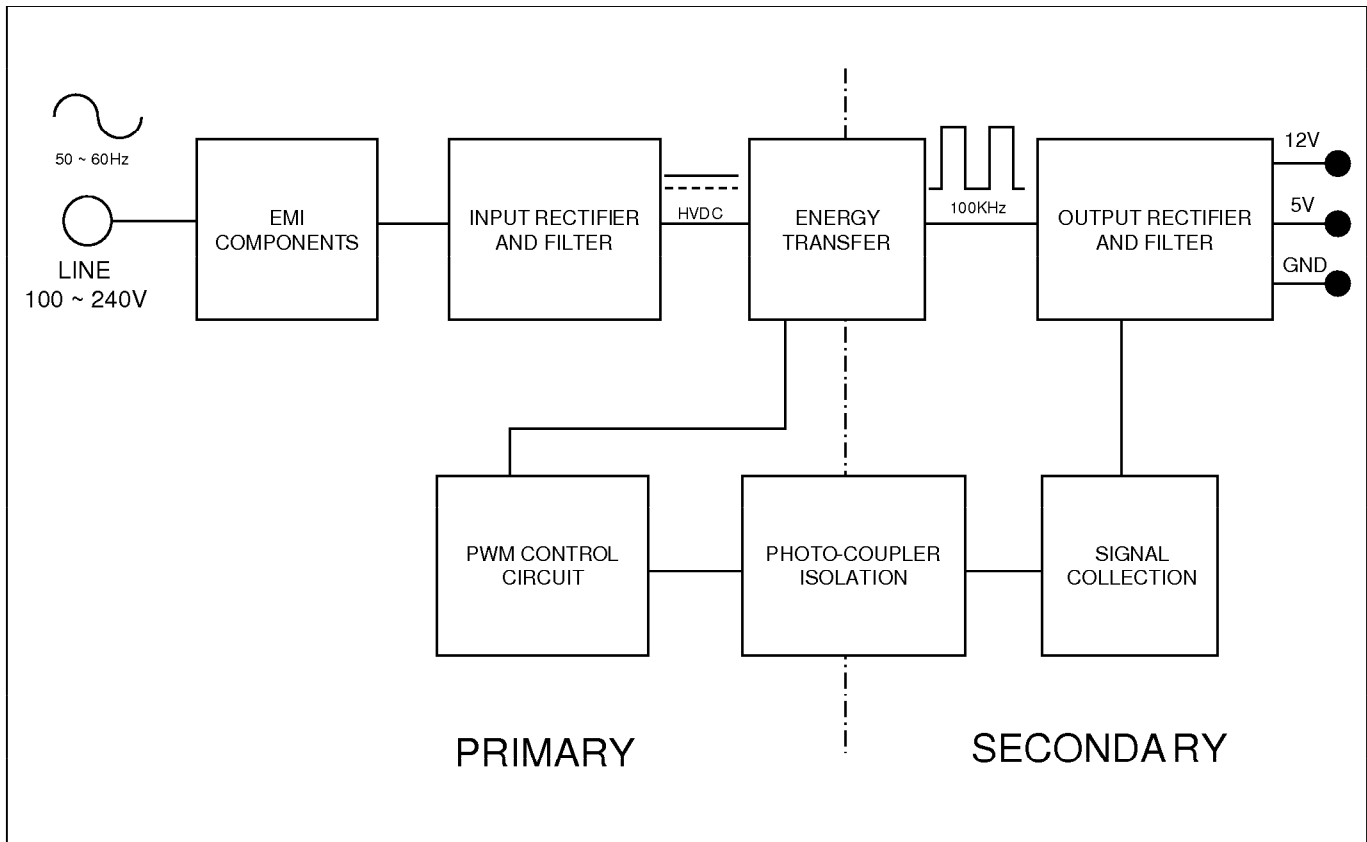 50 ~ 60Hz
LINE
100 ~ 240V
EMI
COMPONENTS
INPUT RECTIFIER
AND FILTER
HVDC
ENERGY
TRANSFER
100KHz
OUTPUT RECTIFIER
AND FILTER
12V
5V
GND
PWM CONTROL
CIRCUIT
PHOTO-COUPLER
ISOLATION
SIGNAL
COLLECTION
PRIMARY
SECONDARY